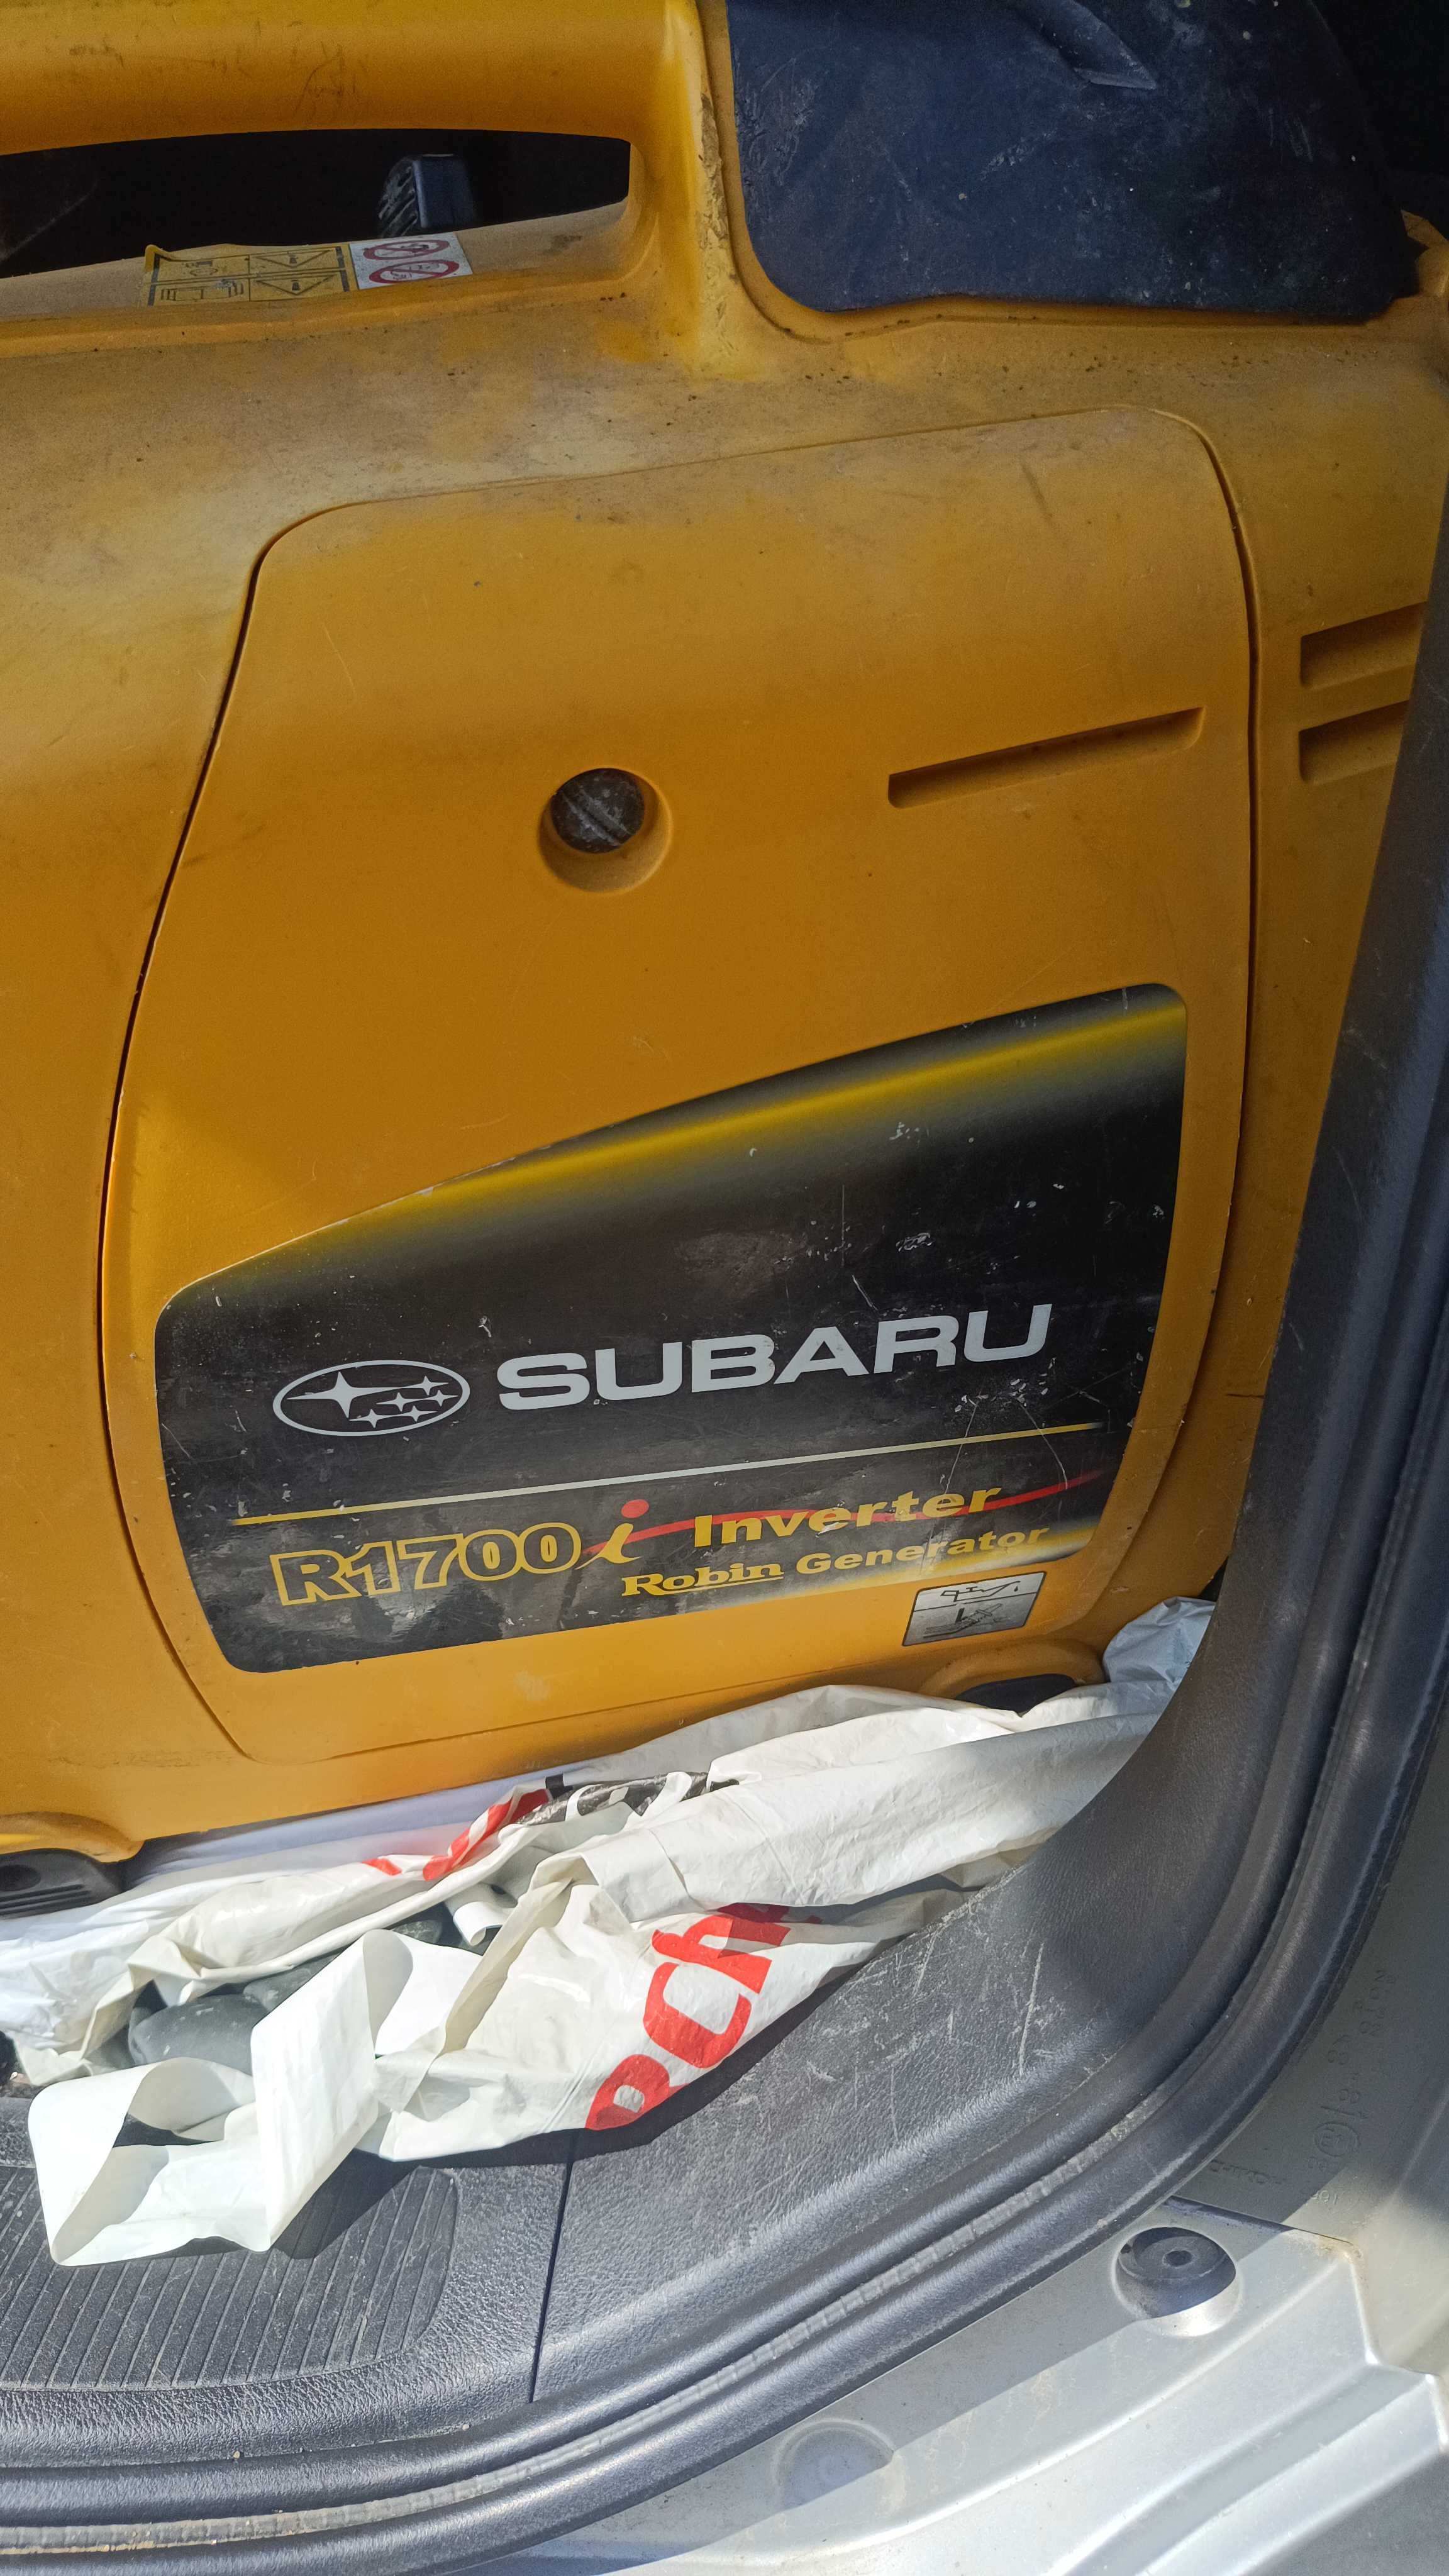 SUBARU
R1700i Inverter
Robin Generator